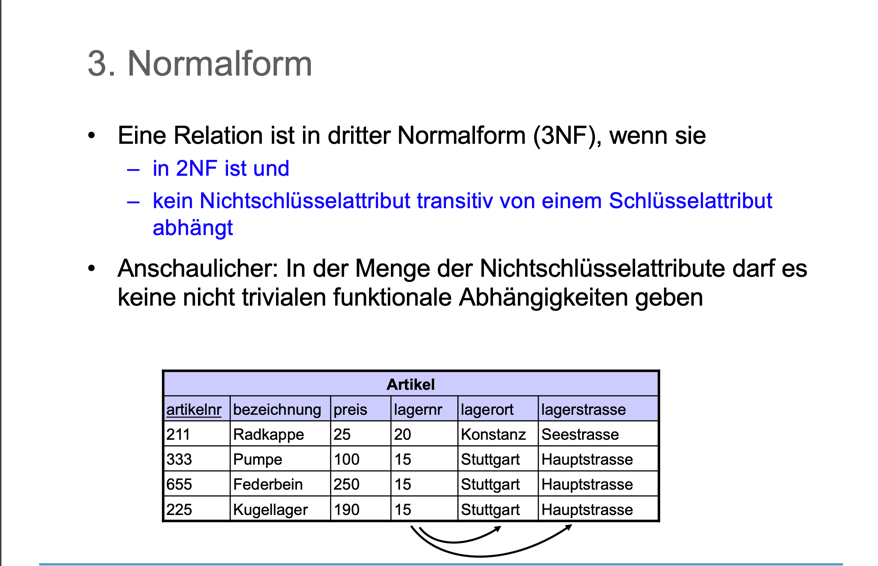 3. Normalform
• Eine Relation ist in dritter Normalform (3NF), wenn sie
– in 2NF ist und
– kein Nichtschlüsselattribut transitiv von einem Schlüsselattribut
abhängt
• Anschaulicher: In der Menge der Nichtschlüsselattribute darf es
keine nicht trivialen funktionale Abhängigkeiten geben
Artikel
artikelnr bezeichnung preis lagernr lagerort lagerstrasse
211 Radkappe 25 20 Konstanz Seestrasse
333 Pumpe 100 15 Stuttgart Hauptstrasse
655 Federbein 250 15 Stuttgart Hauptstrasse
225 Kugellager 190 15 Stuttgart Hauptstrasse